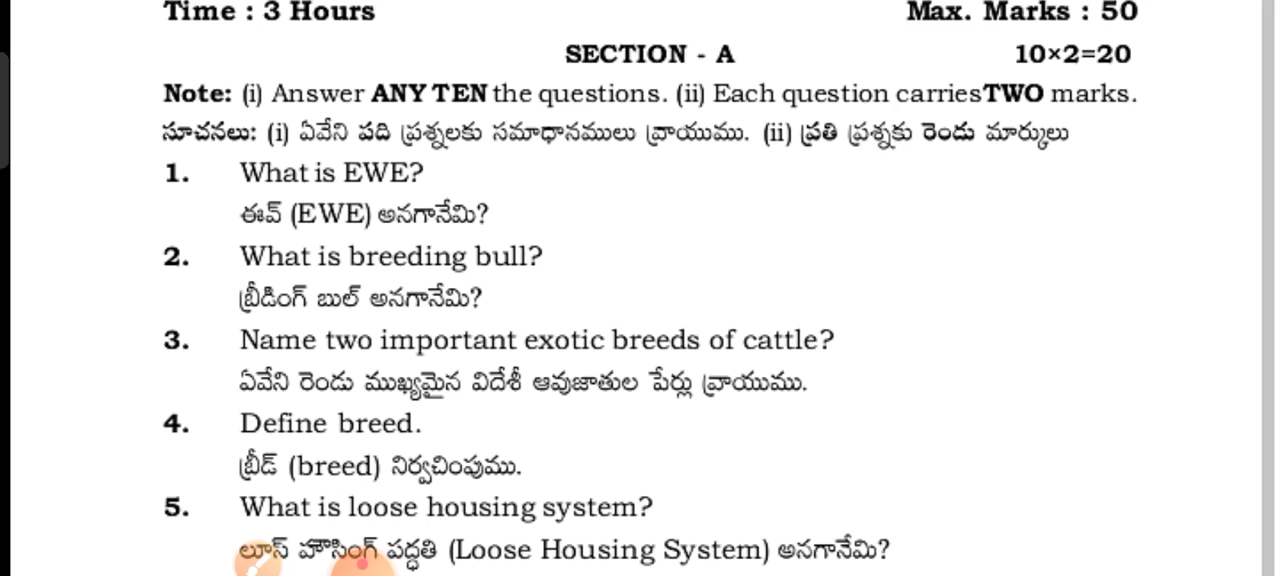 Time : 3 Hours Max. Marks : 50
SECTION - A 10×2=20
Note: (i) Answer ANY TEN the questions. (ii) Each question carries TWO marks.
సూచనలు: (i) ఏవేని పది ప్రశ్నలకు సమాధానములు వ్రాయుము. (ii) ప్రతి ప్రశ్నకు రెండు మార్కులు
1. What is EWE?
ఈవ్ (EWE) అనగానేమి?
2. What is breeding bull?
బ్రీడింగ్ బుల్ అనగానేమి?
3. Name two important exotic breeds of cattle?
ఏవేని రెండు ముఖ్యమైన విదేశీ ఆవుజాతుల పేర్లు వ్రాయుము.
4. Define breed.
బ్రీడ్ (breed) నిర్వచింపుము.
5. What is loose housing system?
లూస్ హౌసింగ్ పద్ధతి (Loose Housing System) అనగానేమి?